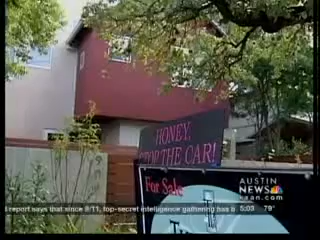 HONEY,
STOP THE CAR!
For Sale
AUSTIN
NEWS
kxan.com
report says that since 9/11, top-secret intelligence gathering has b
5:03 79°